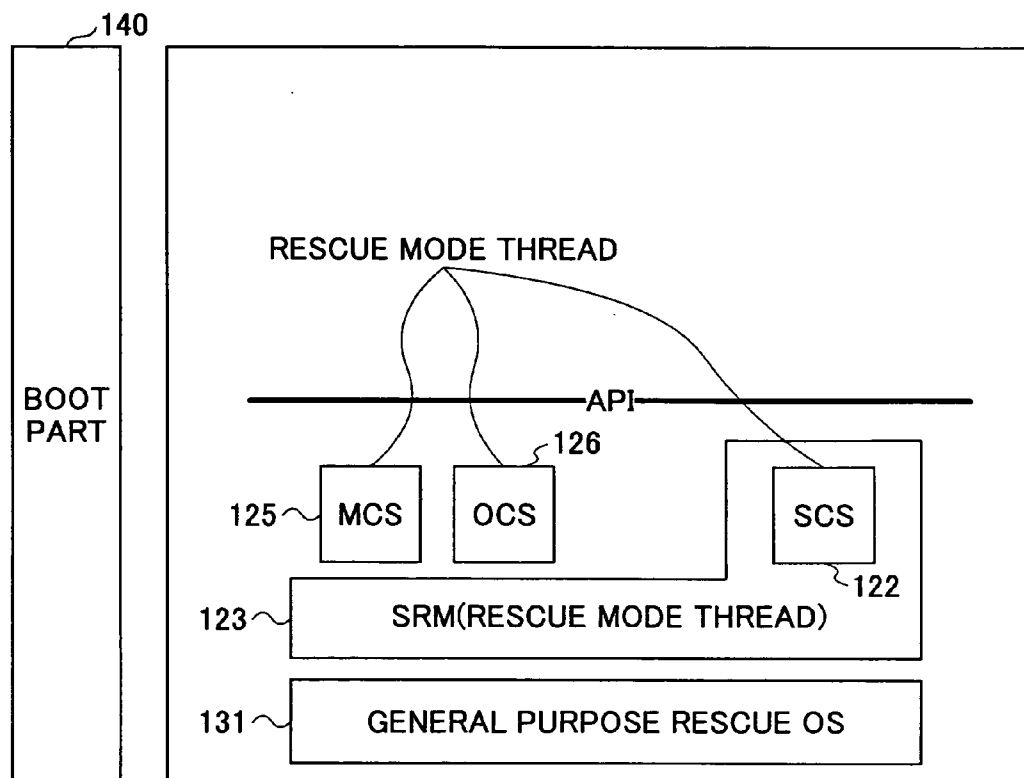 140
RESCUE MODE THREAD
BOOT
PART
API
126
125
MCS
OCS
SCS
122
123
SRM(RESCUE MODE THREAD)
131
GENERAL PURPOSE RESCUE OS